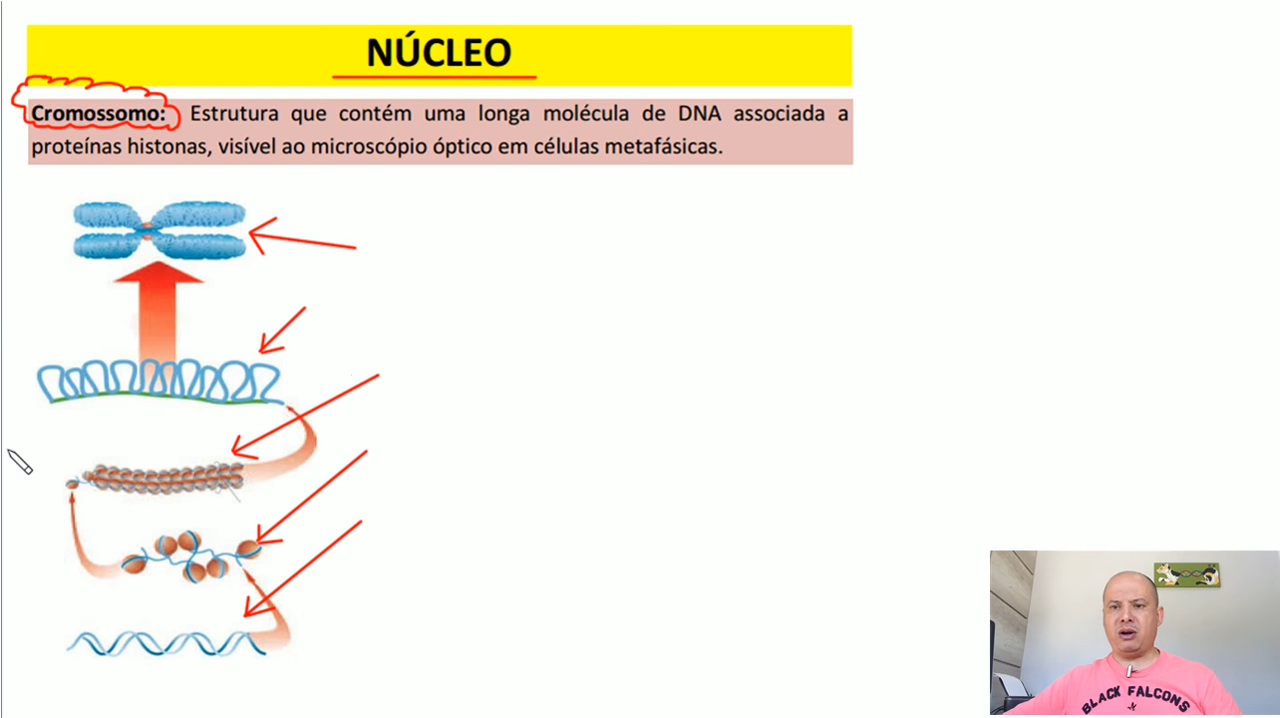 NÚCLEO
Cromossomo: Estrutura que contém uma longa molécula de DNA associada a
proteínas histonas, visível ao microscópio óptico em células metafásicas.
BLACK FALCONS